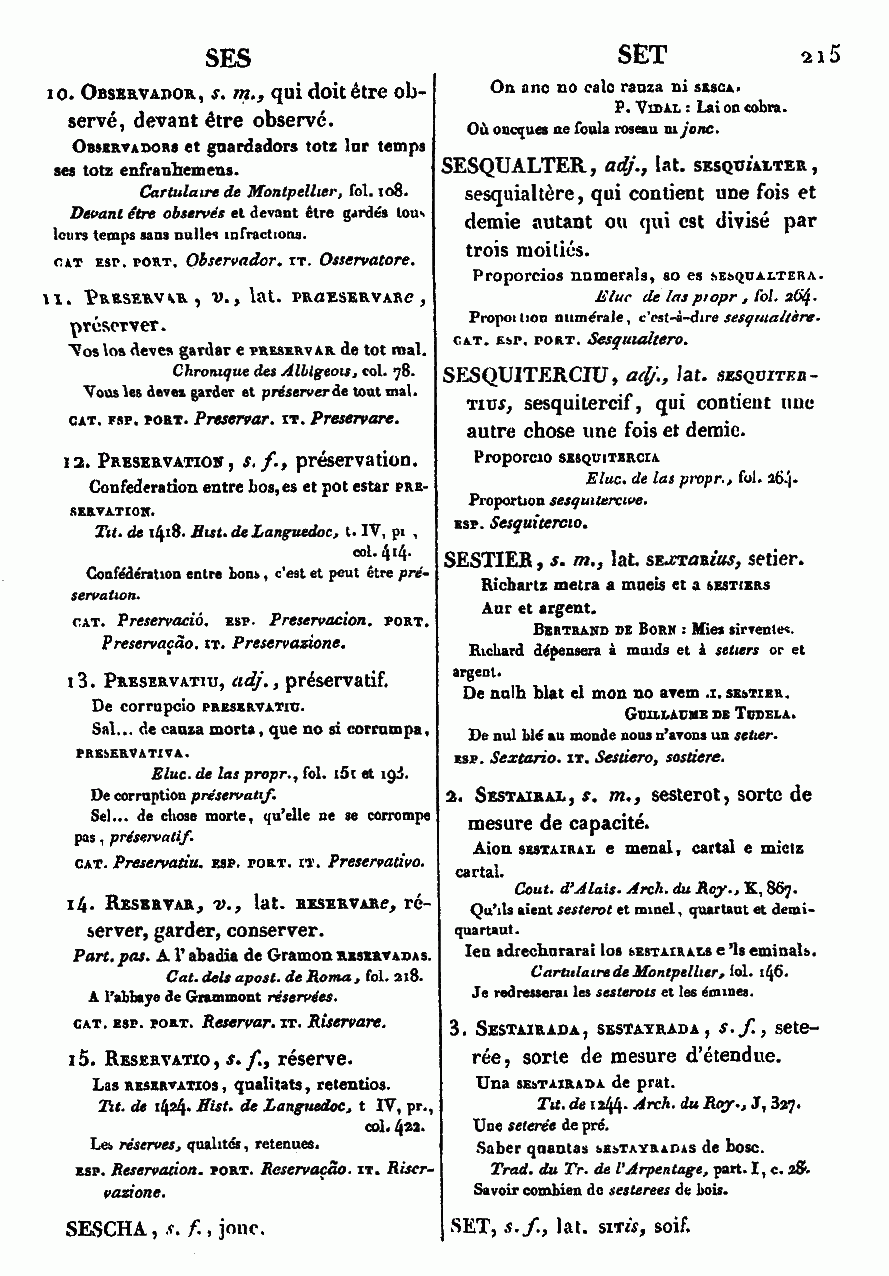 SES
10. OBSERVADOR, s. m., qui doit être ob-
servé, devant être observé.
OBSERVADORS et guardadors totz lur temps
ses totz enfranhemens.
Cartulaire de Montpellier, fol. 108.
Devant être observés et devant être gardés tous
leurs temps sans nulles infractions.
CAT ESP. PORT. Observador. IT. Osservatore.
11. PRESERVAR, v., lat. PRAESERVARE,
préserver.
Vos los deves gardar e PRESERVAR de tot mal.
Chronique des Albigeois, col. 78.
Vous les devez garder et préserver de tout mal.
CAT. ESP. PORT. Preservar. IT. Preservare.
12. PRESERVATION, s. f., préservation.
Confederation entre bos, es et pot estar PRE-
SERVATION.
Tit. de 1418. Hist. de Languedoc, t. IV, pr ,
col. 414.
Confédération entre bons, c'est et peut être pré-
servation.
CAT. Preservació. ESP. Preservacion. PORT.
Preservação. IT. Preservazione.
13. PRESERVATIU, adj., préservatif.
De corrupcio PRESERVATIU.
Sal... de cauza morta, que no si corrumpa,
PRESERVATIVA.
Eluc. de las propr., fol. 151 et 193.
De corruption préservatif.
Sel... de chose morte, qu'elle ne se corrompe
pas, préservatif.
CAT. Preservatiu. ESP. PORT. IT. Preservativo.
14. RESERVAR, v., lat. RESERVARE, ré-
server, garder, conserver.
Part. pas. A l'abadia de Gramon RESERVADAS.
Cat. dels apost. de Roma, fol. 218.
A l'abbaye de Grammont réservées.
CAT. ESP. PORT. Reservar. IT. Riservare.
15. RESERVATIO, s. f., réserve.
Las RESERVATIOS, qualitats, retentios.
Tit. de 1424. Hist. de Languedoc, t IV, pr.,
col. 422.
Les réserves, qualités, retenues.
ESP. Reservacion. PORT. Reservação. IT. Riser-
vazione.
SESCHA, s. f., jonc.
SET 215
On anc no calc rauza ni SESCA.
P. VIDAL : Lai on cobra.
Où oncques ne foula roseau ni jonc.
SESQUALTER, adj., lat. SESQUIALTER,
sesquialtère, qui contient une fois et
demie autant ou qui est divisé par
trois moitiés.
Proporcios numerals, so es SESQUALTERA.
Eluc de las propr , fol. 264.
Proportion numérale, c'est-à-dire sesquialtère.
CAT. ESP. PORT. Sesquialtero.
SESQUITERCIU, adj., lat. SESQUITER-
TIUS, sesquitercif, qui contient une
autre chose une fois et demie.
Proporcio SESQUITERCIA
Eluc. de las propr., fol. 264.
Proportion sesquitercive.
ESP. Sesquitercio.
SESTIER, s. m., lat. SEXTARIUS, setier.
Richartz metra a mueis et a SESTIERS
Aur et argent.
BERTRAND DE BORN : Miez sirventes.
Richard dépensera à muids et à setiers or et
argent.
De nulh blat el mon no avem .I. SESTIER.
GUILLAUME DE TUDELA.
De nul blé au monde nous n'avons un setier.
ESP. Sextario. IT. Sestiero, sostiere.
2. SESTAIRAL, s. m., sesterot, sorte de
mesure de capacité.
Aion SESTAIRAL e menal, cartal e mietz
cartal.
Cout. d'Alais. Arch. du Roy., K, 867.
Qu'ils aient sesterot et minel, quartaut et demi-
quartaut.
Ieu adrechurarai los SESTAIRALS e 'ls eminals.
Cartulaire de Montpellier, fol. 146.
Je redresserai les sesterots et les émines.
3. SESTAIRADA, SESTAYRADA, s. f., sete-
rée, sorte de mesure d'étendue.
Una SESTAIRADA de prat.
Tit. de 1244. Arch. du Roy., J, 327.
Une seterée de pré.
Saber quantas SESTAYRADAS de bosc.
Trad. du Tr. de l'Arpentage, part. I, c. 28.
Savoir combien de sesterees de bois.
SET, s. f., lat. SITIS, soif.